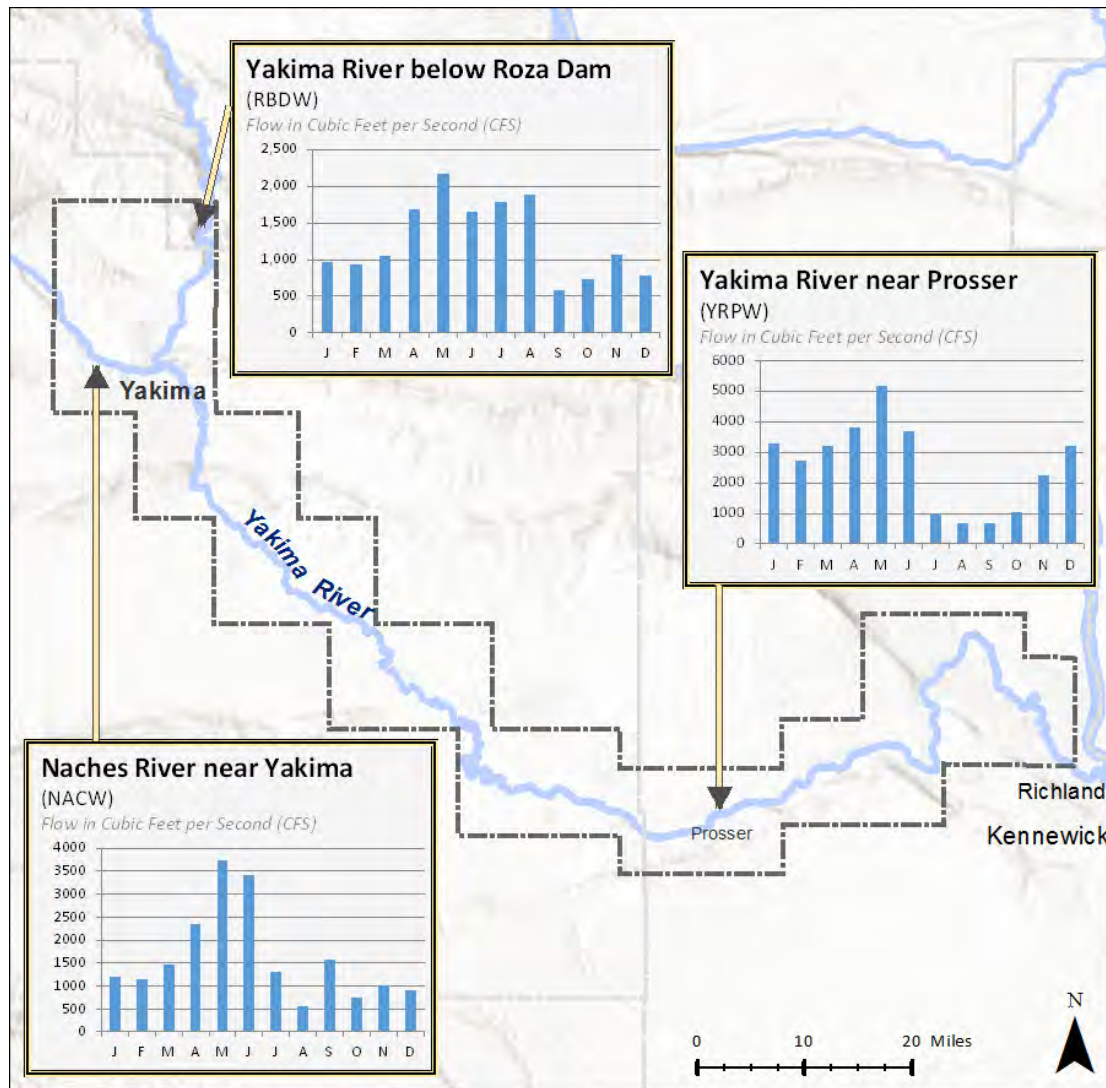 Yakima River below Roza Dam
(RBDW)
Flow in Cubic Feet per Second (CFS)
2,500
2,000
1,500
1,000
500
0
J F M A M J J A S O N D
Yakima River near Prosser
(YRPW)
Flow in Cubic Feet per Second (CFS)
6000
5000
4000
3000
2000
1000
0
J F M A M J J A S O N D
Yakima
Yakima River
Naches River near Yakima
(NACW)
Flow in Cubic Feet per Second (CFS)
4000
3500
3000
2500
2000
1500
1000
500
0
J F M A M J J A S O N D
Prosser
Richland
Kennewick
N
0 10 20 Miles